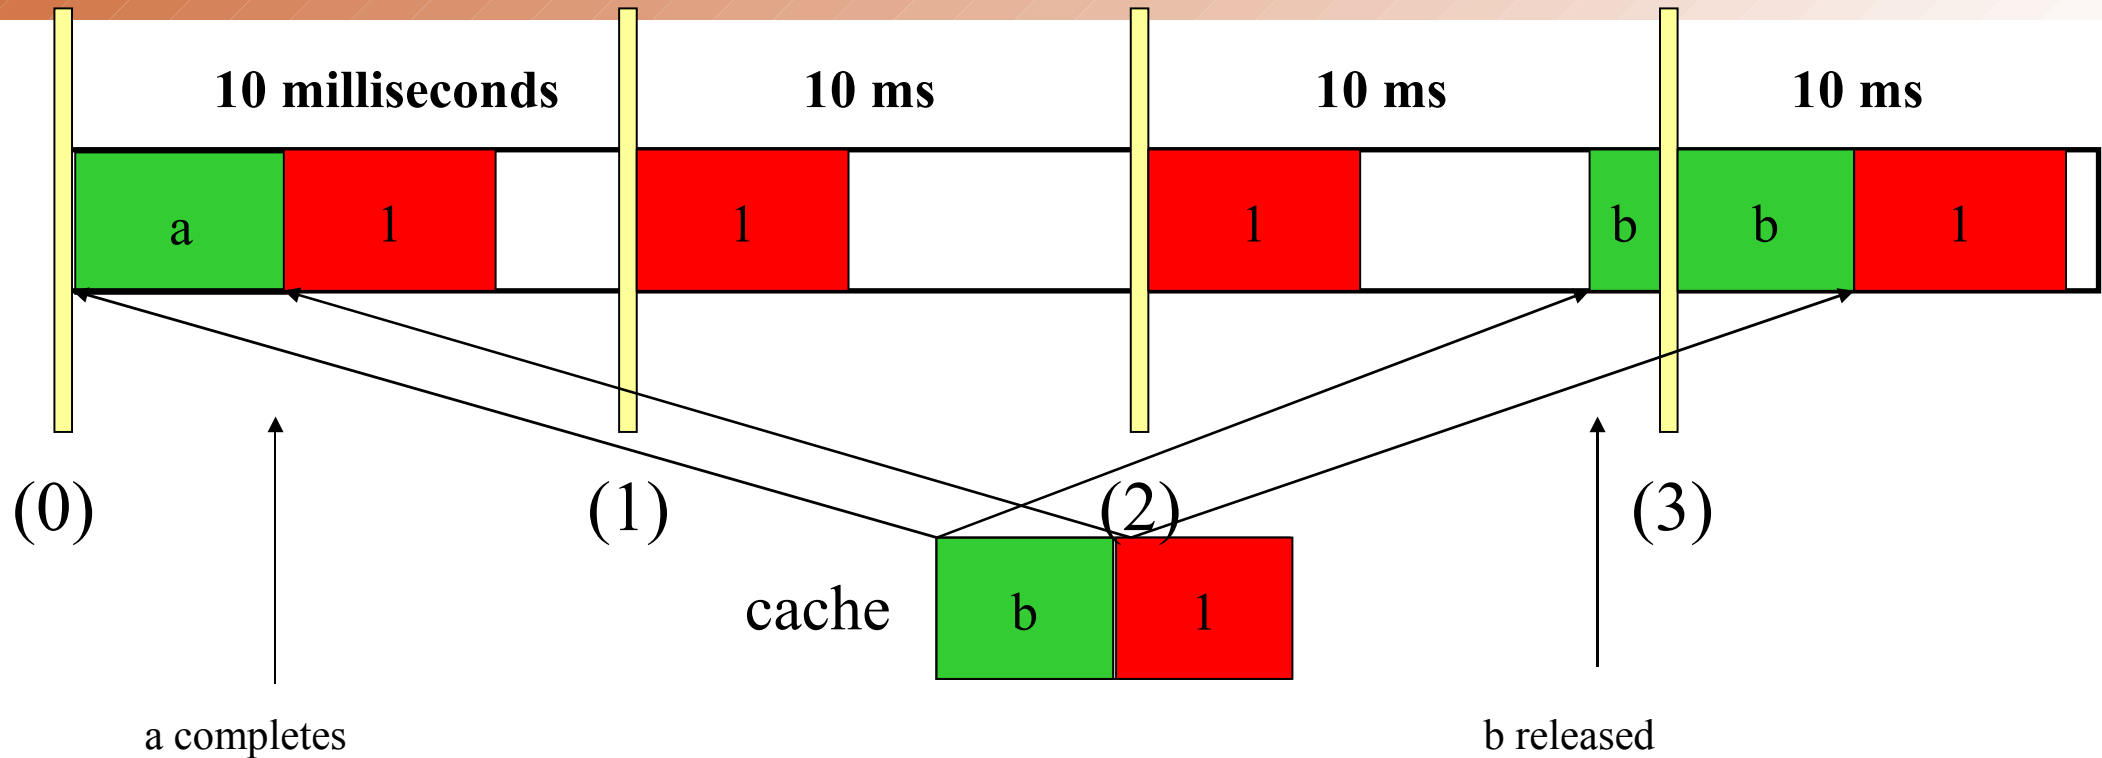 10 milliseconds 10 ms 10 ms 10 ms
a 1 1 1 b b 1
(0) (1) (2) (3)
cache b 1
a completes b released